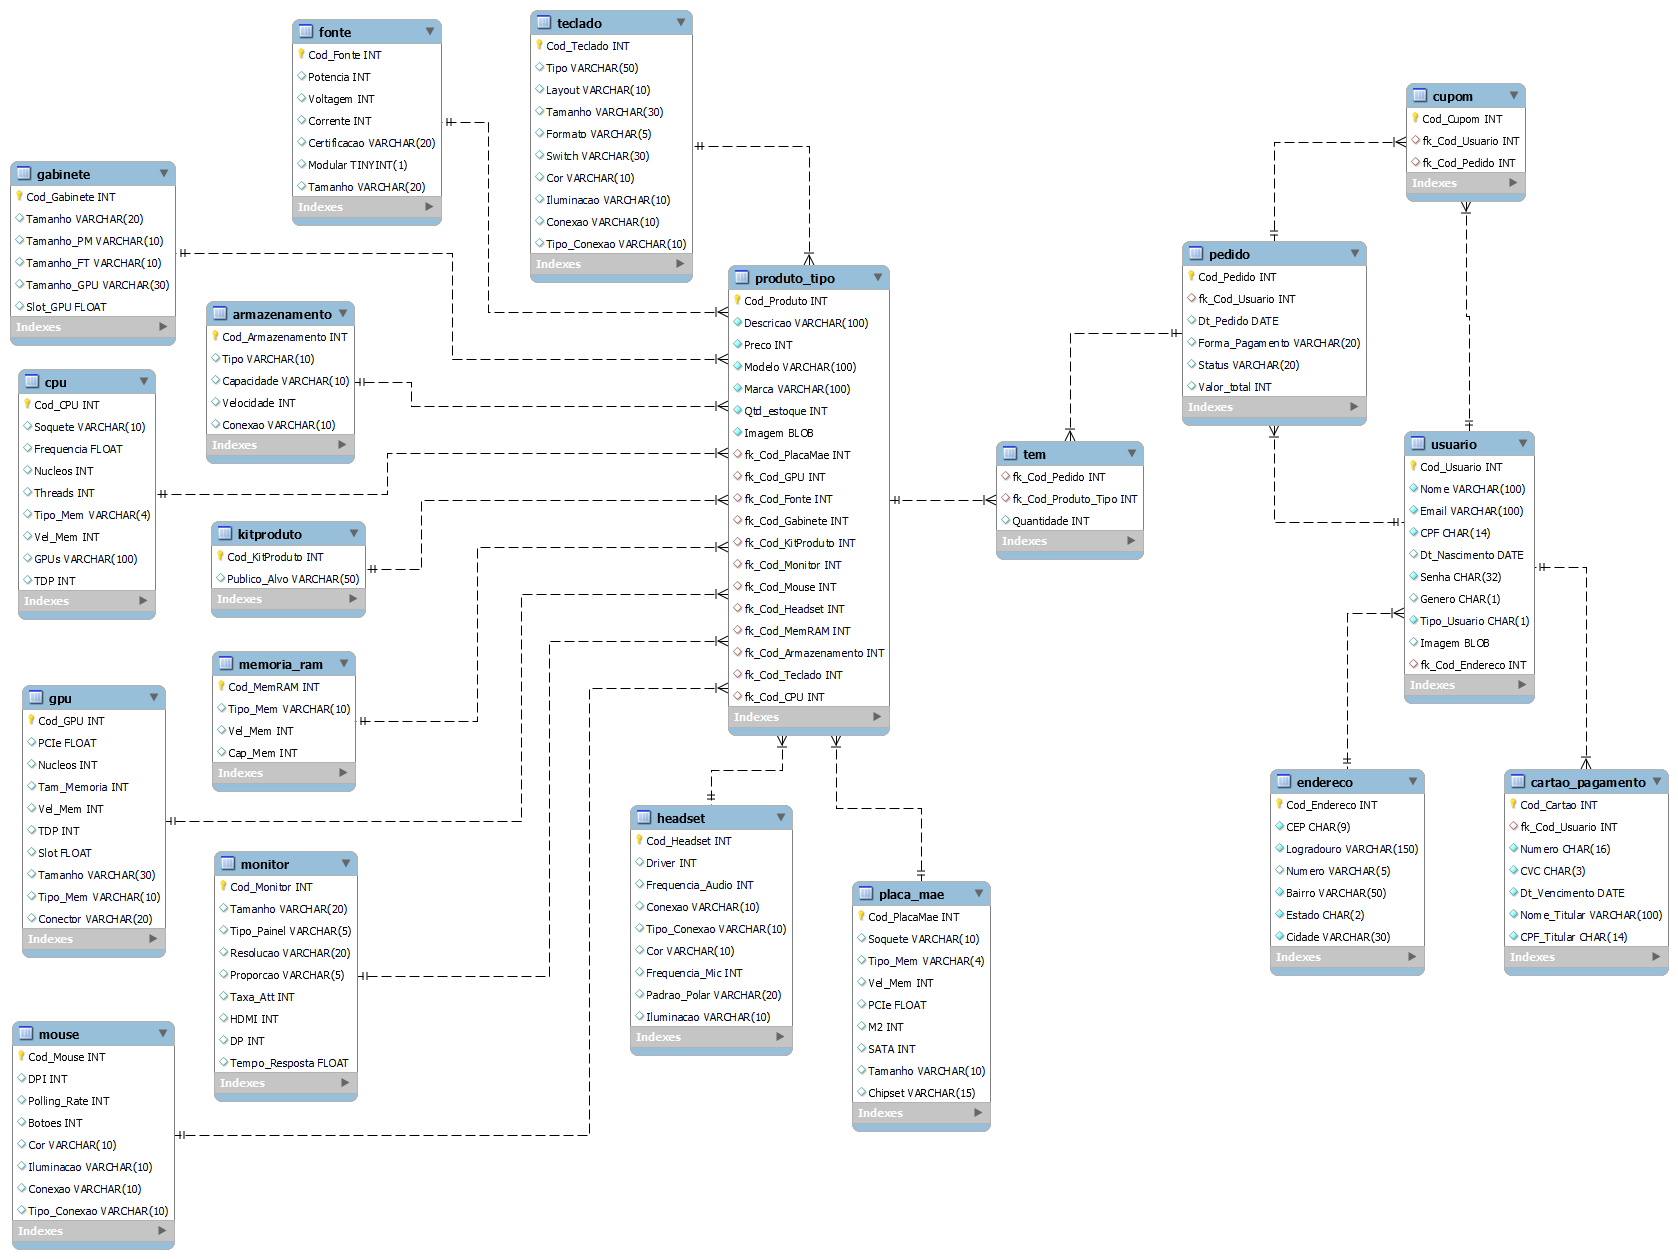 fonte
Cod_Fonte INT
Potencia INT
Voltagem INT
Corrente INT
Certificacao VARCHAR(20)
Modular TINYINT(1)
Tamanho VARCHAR(20)
Indexes
teclado
Cod_Teclado INT
Tipo VARCHAR(50)
Layout VARCHAR(10)
Tamanho VARCHAR(30)
Formato VARCHAR(5)
Switch VARCHAR(30)
Cor VARCHAR(10)
Iluminacao VARCHAR(10)
Conexao VARCHAR(10)
Tipo_Conexao VARCHAR(10)
Indexes
gabinete
Cod_Gabinete INT
Tamanho VARCHAR(20)
Tamanho_PM VARCHAR(10)
Tamanho_FT VARCHAR(10)
Tamanho_GPU VARCHAR(30)
Slot_GPU FLOAT
Indexes
armazenamento
Cod_Armazenamento INT
Tipo VARCHAR(10)
Capacidade VARCHAR(10)
Velocidade INT
Conexao VARCHAR(10)
Indexes
cpu
Cod_CPU INT
Soquete VARCHAR(10)
Frequencia FLOAT
Nucleos INT
Threads INT
Tipo_Mem VARCHAR(4)
Vel_Mem INT
GPUs VARCHAR(100)
TDP INT
Indexes
kitproduto
Cod_KitProduto INT
Publico_Alvo VARCHAR(50)
Indexes
memoria_ram
Cod_MemRAM INT
Tipo_Mem VARCHAR(10)
Vel_Mem INT
Cap_Mem INT
Indexes
gpu
Cod_GPU INT
PCIe FLOAT
Nucleos INT
Tam_Memoria INT
Vel_Mem INT
TDP INT
Slot FLOAT
Tamanho VARCHAR(30)
Tipo_Mem VARCHAR(10)
Conector VARCHAR(20)
Indexes
monitor
Cod_Monitor INT
Tamanho VARCHAR(20)
Tipo_Painel VARCHAR(5)
Resolucao VARCHAR(20)
Proporcao VARCHAR(5)
Taxa_Att INT
HDMI INT
DP INT
Tempo_Resposta FLOAT
Indexes
mouse
Cod_Mouse INT
DPI INT
Polling_Rate INT
Botoes INT
Cor VARCHAR(10)
Iluminacao VARCHAR(10)
Conexao VARCHAR(10)
Tipo_Conexao VARCHAR(10)
Indexes
produto_tipo
Cod_Produto INT
Descricao VARCHAR(100)
Preco INT
Modelo VARCHAR(100)
Marca VARCHAR(100)
Qtd_estoque INT
Imagem BLOB
fk_Cod_PlacaMae INT
fk_Cod_GPU INT
fk_Cod_Fonte INT
fk_Cod_Gabinete INT
fk_Cod_KitProduto INT
fk_Cod_Monitor INT
fk_Cod_Mouse INT
fk_Cod_Headset INT
fk_Cod_MemRAM INT
fk_Cod_Armazenamento INT
fk_Cod_Teclado INT
fk_Cod_CPU INT
Indexes
headset
Cod_Headset INT
Driver INT
Frequencia_Audio INT
Conexao VARCHAR(10)
Tipo_Conexao VARCHAR(10)
Cor VARCHAR(10)
Frequencia_Mic INT
Padrao_Polar VARCHAR(20)
Iluminacao VARCHAR(10)
Indexes
placa_mae
Cod_PlacaMae INT
Soquete VARCHAR(10)
Tipo_Mem VARCHAR(4)
Vel_Mem INT
PCIe FLOAT
M2 INT
SATA INT
Tamanho VARCHAR(10)
Chipset VARCHAR(15)
Indexes
tem
fk_Cod_Pedido INT
fk_Cod_Produto_Tipo INT
Quantidade INT
Indexes
pedido
Cod_Pedido INT
fk_Cod_Usuario INT
Dt_Pedido DATE
Forma_Pagamento VARCHAR(20)
Status VARCHAR(20)
Valor_total INT
Indexes
cupom
Cod_Cupom INT
fk_Cod_Usuario INT
fk_Cod_Pedido INT
Indexes
usuario
Cod_Usuario INT
Nome VARCHAR(100)
Email VARCHAR(100)
CPF CHAR(14)
Dt_Nascimento DATE
Senha CHAR(32)
Genero CHAR(1)
Tipo_Usuario CHAR(1)
Imagem BLOB
fk_Cod_Endereco INT
Indexes
endereco
Cod_Endereco INT
CEP CHAR(9)
Logradouro VARCHAR(150)
Numero VARCHAR(5)
Bairro VARCHAR(50)
Estado CHAR(2)
Cidade VARCHAR(30)
Indexes
cartao_pagamento
Cod_Cartao INT
fk_Cod_Usuario INT
Numero CHAR(16)
CVC CHAR(3)
Dt_Vencimento DATE
Nome_Titular VARCHAR(100)
CPF_Titular CHAR(14)
Indexes